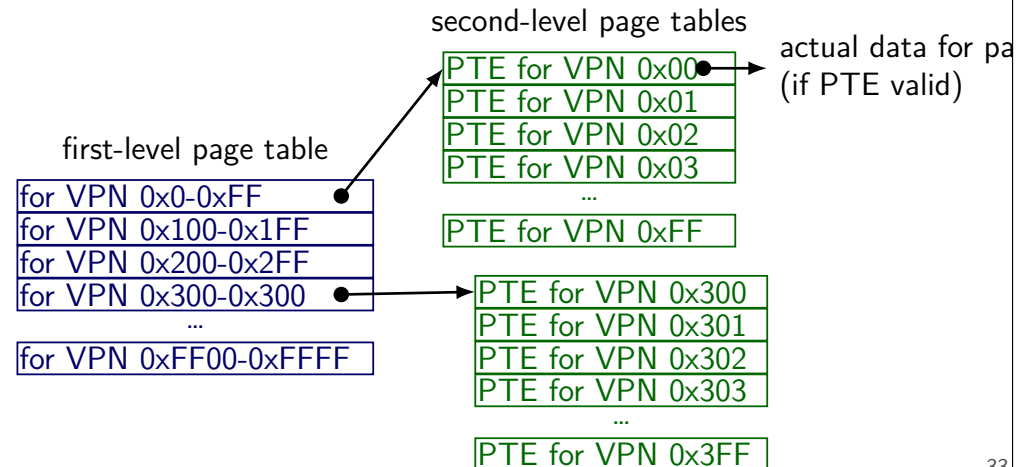 second-level page tables
PTE for VPN 0x00
PTE for VPN 0x01
PTE for VPN 0x02
PTE for VPN 0x03
...
PTE for VPN 0xFF
actual data for pa
(if PTE valid)
first-level page table
for VPN 0x0-0xFF
for VPN 0x100-0x1FF
for VPN 0x200-0x2FF
for VPN 0x300-0x300
...
for VPN 0xFF00-0xFFFF
PTE for VPN 0x300
PTE for VPN 0x301
PTE for VPN 0x302
PTE for VPN 0x303
...
PTE for VPN 0x3FF
33